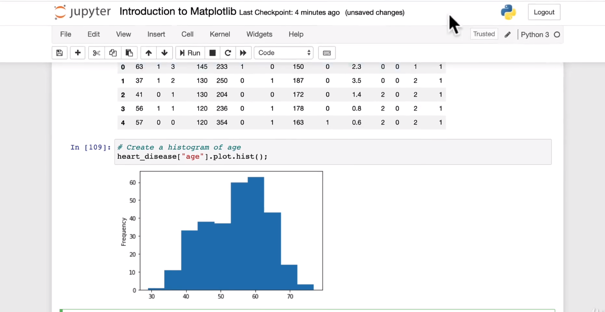 jupyter Introduction to Matplotlib Last Checkpoint: 4 minutes ago (unsaved changes) Logout
File Edit View Insert Cell Kernel Widgets Help Trusted Python 3
Run Code
0 63 1 3 145 233 1 0 150 0 2.3 0 0 1 1
1 37 1 2 130 250 0 1 187 0 3.5 0 0 2 1
2 41 0 1 130 204 0 0 172 0 1.4 2 0 2 1
3 56 1 1 120 236 0 1 178 0 0.8 2 0 2 1
4 57 0 0 120 354 0 1 163 1 0.6 2 0 2 1
In [109]: # Create a histogram of age
heart_disease["age"].plot.hist();
60
50
40
30
20
10
0
Frequency
30 40 50 60 70